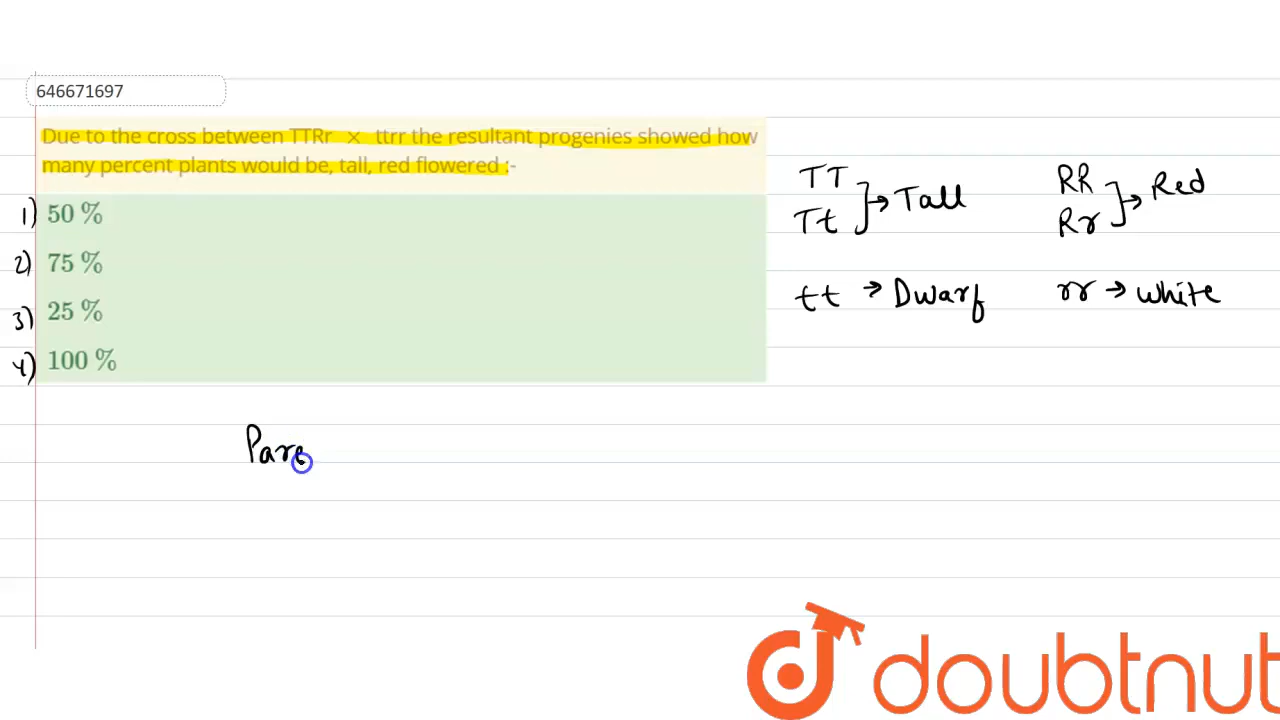 646671697
Due to the cross between TTRr × ttrr the resultant progenies showed how
many percent plants would be, tall, red flowered :-
1) 50 %
2) 75 %
3) 25 %
4) 100 %
TT
Tt → Tall
tt → Dwarf
RR
Rr → Red
rr → white
Pare
doubtnut